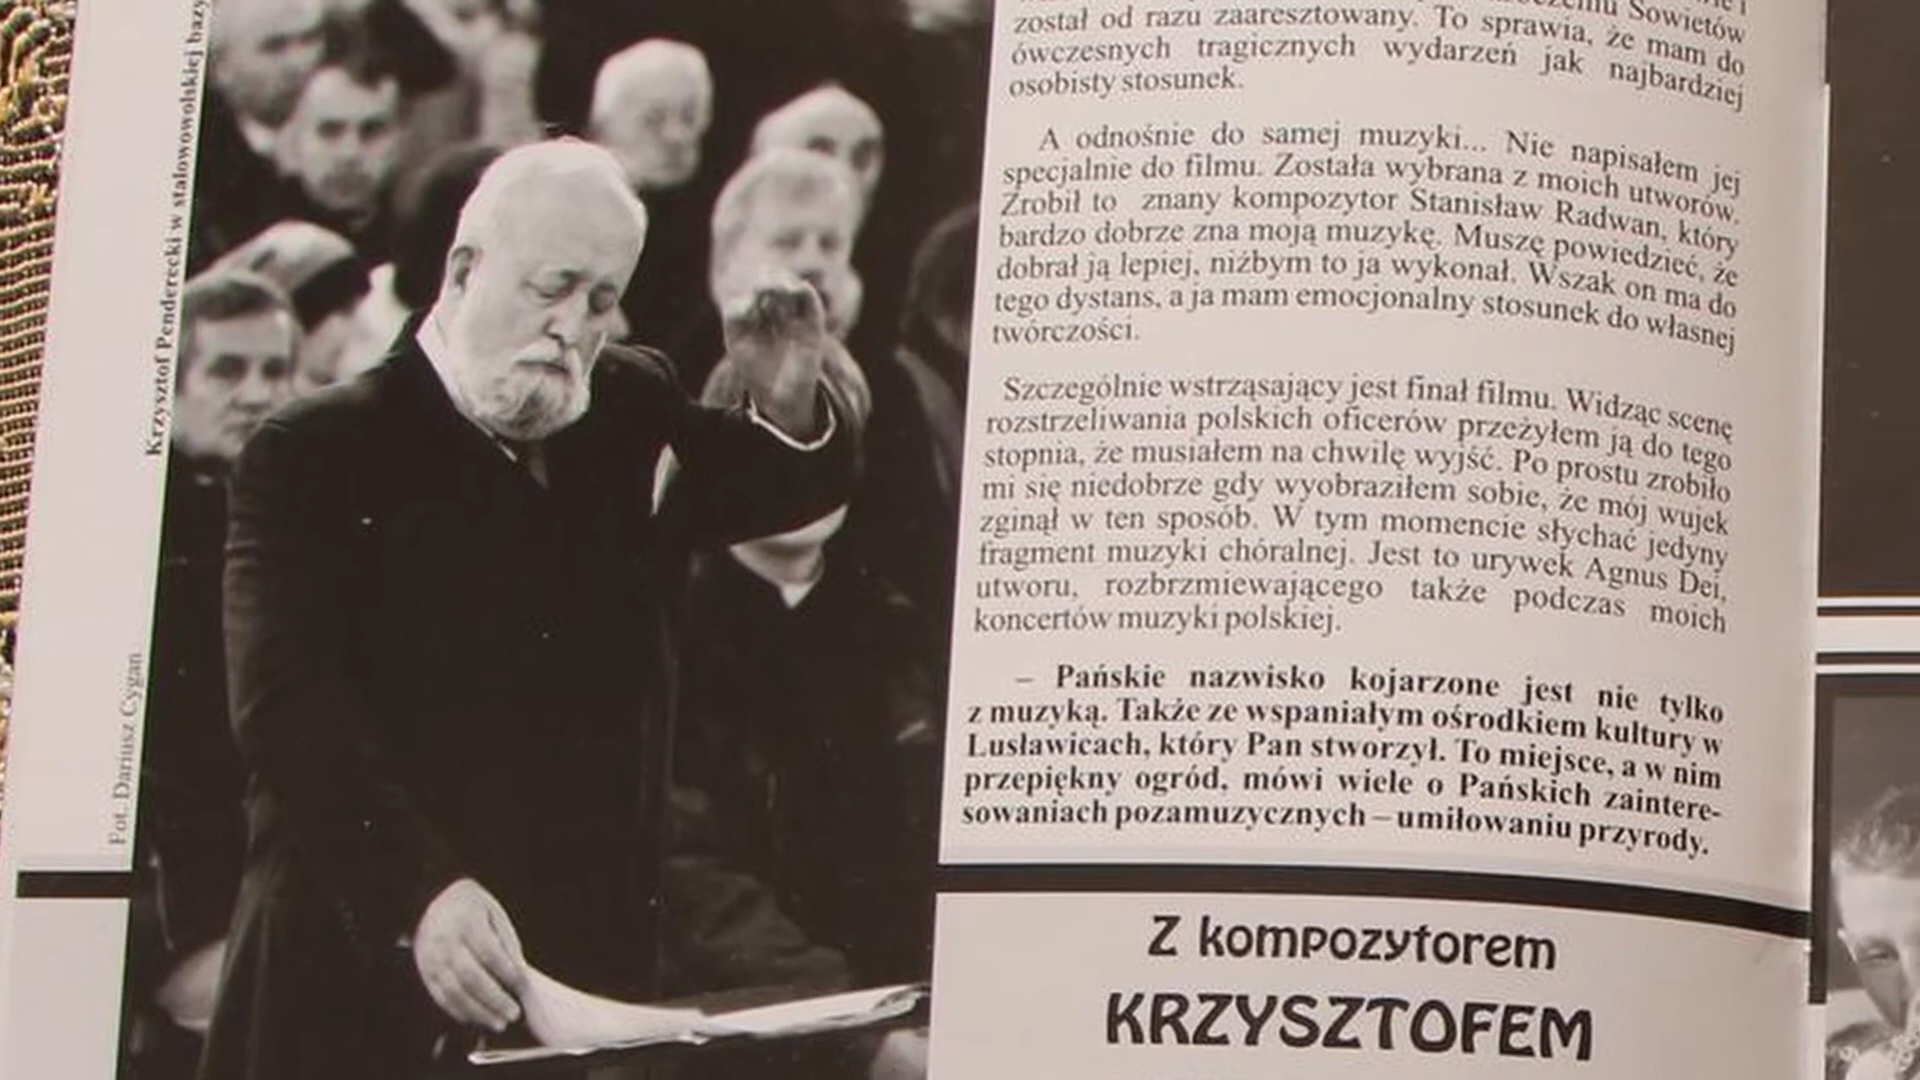 Krzysztof Penderecki w stalowowolskiej bazy
Fot. Dariusz Cygan
Sowietów
został od razu zaaresztowany. To sprawia, że mam do
ówczesnych tragicznych wydarzeń jak najbardziej
osobisty stosunek.
A odnośnie do samej muzyki... Nie napisałem jej
specjalnie do filmu. Została wybrana z moich utworów.
Zrobił to znany kompozytor Stanisław Radwan, który
bardzo dobrze zna moją muzykę. Muszę powiedzieć, że
dobrał ją lepiej, niżbym to ja wykonał. Wszak on ma do
tego dystans, a ja mam emocjonalny stosunek do własnej
twórczości.
Szczególnie wstrząsający jest finał filmu. Widząc scenę
rozstrzeliwania polskich oficerów przeżyłem ją do tego
stopnia, że musiałem na chwilę wyjść. Po prostu zrobiło
mi się niedobrze gdy wyobraziłem sobie, że mój wujek
zginął w ten sposób. W tym momencie słychać jedyny
fragment muzyki chóralnej. Jest to urywek Agnus Dei,
utworu, rozbrzmiewającego także podczas moich
koncertów muzyki polskiej.
– Pańskie nazwisko kojarzone jest nie tylko
z muzyką. Także ze wspaniałym ośrodkiem kultury w
Lusławicach, który Pan stworzył. To miejsce, a w nim
przepiękny ogród, mówi wiele o Pańskich zaintere-
sowaniach pozamuzycznych – umiłowaniu przyrody.
Z kompozytorem
KRZYSZTOFEM